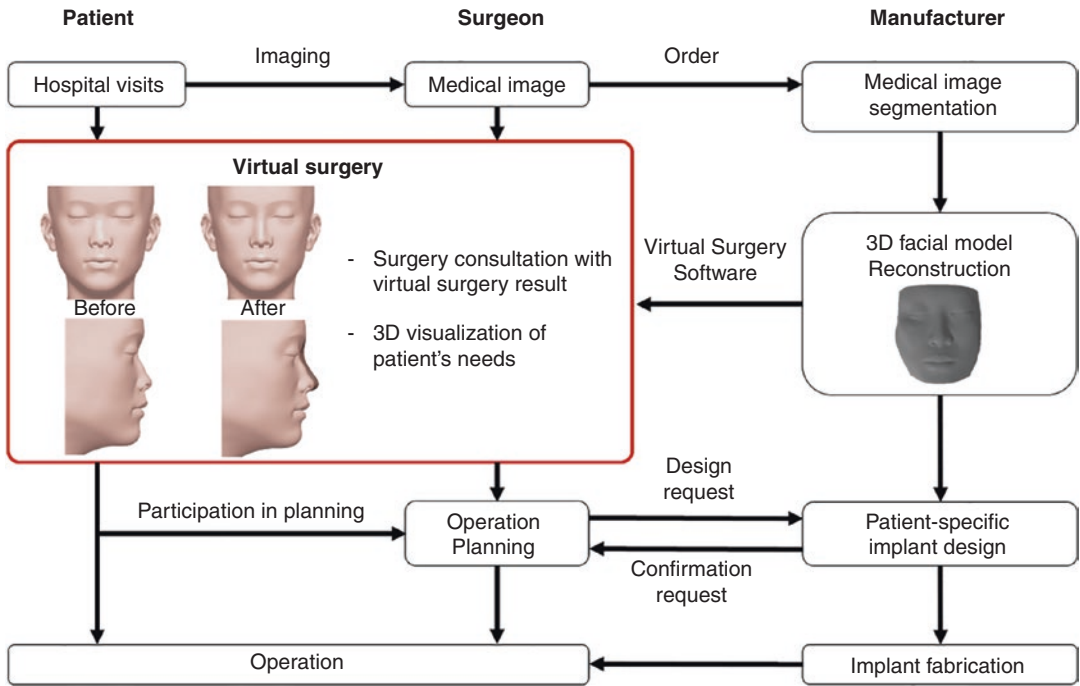 Patient
Surgeon
Manufacturer
Imaging
Order
Hospital visits
Medical image
Medical image
segmentation
Virtual surgery
Before
After
- Surgery consultation with
virtual surgery result
- 3D visualization of
patient's needs
Virtual Surgery
Software
3D facial model
Reconstruction
Design
request
Participation in planning
Operation
Planning
Patient-specific
implant design
Confirmation
request
Operation
Implant fabrication